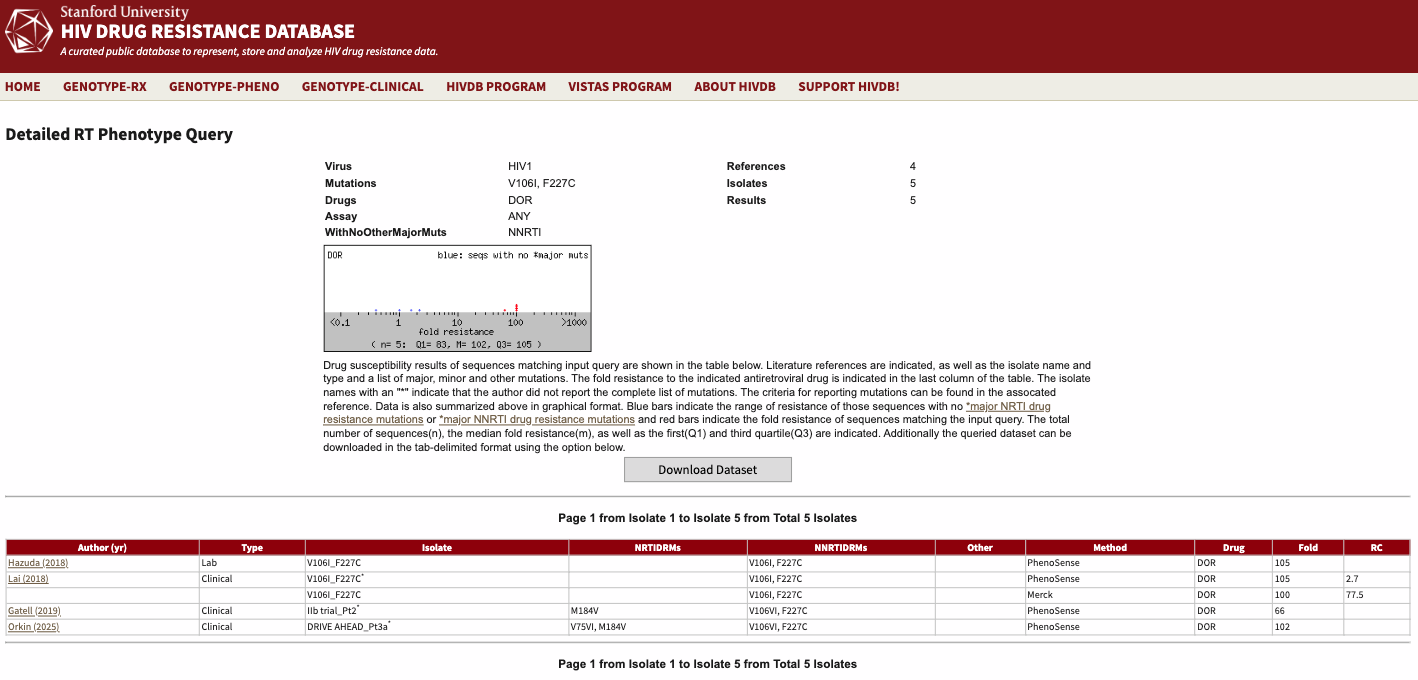 Stanford University
HIV DRUG RESISTANCE DATABASE
A curated public database to represent, store and analyze HIV drug resistance data.
HOME GENOTYPE-RX GENOTYPE-PHENO GENOTYPE-CLINICAL HIVDB PROGRAM VISTAS PROGRAM ABOUT HIVDB SUPPORT HIVDB!
Detailed RT Phenotype Query
Virus HIV1 References 4
Mutations V106I, F227C Isolates 5
Drugs DOR Results 5
Assay ANY
WithNoOtherMajorMuts NNRTI
DOR blue: seqs with no *major muts
<0.1 1 10 100 >1000
fold resistance
( n= 5: Q1= 83, M= 102, Q3= 105 )
Drug susceptibility results of sequences matching input query are shown in the table below. Literature references are indicated, as well as the isolate name and
type and a list of major, minor and other mutations. The fold resistance to the indicated antiretroviral drug is indicated in the last column of the table. The isolate
names with an "*" indicate that the author did not report the complete list of mutations. The criteria for reporting mutations can be found in the assocated
reference. Data is also summarized above in graphical format. Blue bars indicate the range of resistance of those sequences with no *major NRTI drug
resistance mutations or *major NNRTI drug resistance mutations and red bars indicate the fold resistance of sequences matching the input query. The total
number of sequences(n), the median fold resistance(m), as well as the first(Q1) and third quartile(Q3) are indicated. Additionally the queried dataset can be
downloaded in the tab-delimited format using the option below.
Download Dataset
Page 1 from Isolate 1 to Isolate 5 from Total 5 Isolates
Author (yr) Type Isolate NRTIDRMs NNRTIDRMs Other Method Drug Fold RC
Hazuda (2018) Lab V106I_F227C V106I, F227C PhenoSense DOR 105
Lai (2018) Clinical V106I_F227C* V106I, F227C PhenoSense DOR 105 2.7
V106I_F227C V106I, F227C Merck DOR 100 77.5
Gatell (2019) Clinical IIb trial_Pt2* M184V V106VI, F227C PhenoSense DOR 66
Orkin (2025) Clinical DRIVE AHEAD_Pt3a* V75VI, M184V V106VI, F227C PhenoSense DOR 102
Page 1 from Isolate 1 to Isolate 5 from Total 5 Isolates